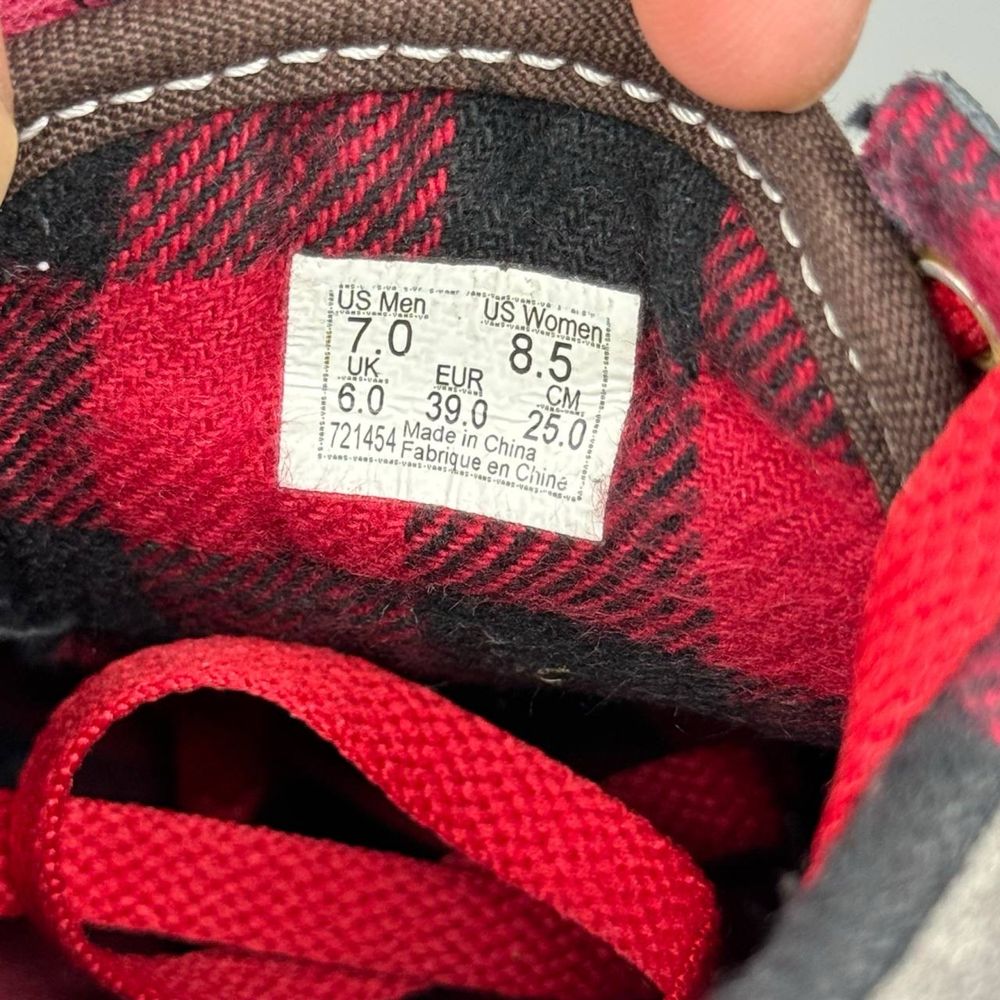 US Men US Women
7.0 8.5
UK EUR CM
6.0 39.0 25.0
721454 Made in China
Fabrique en Chine